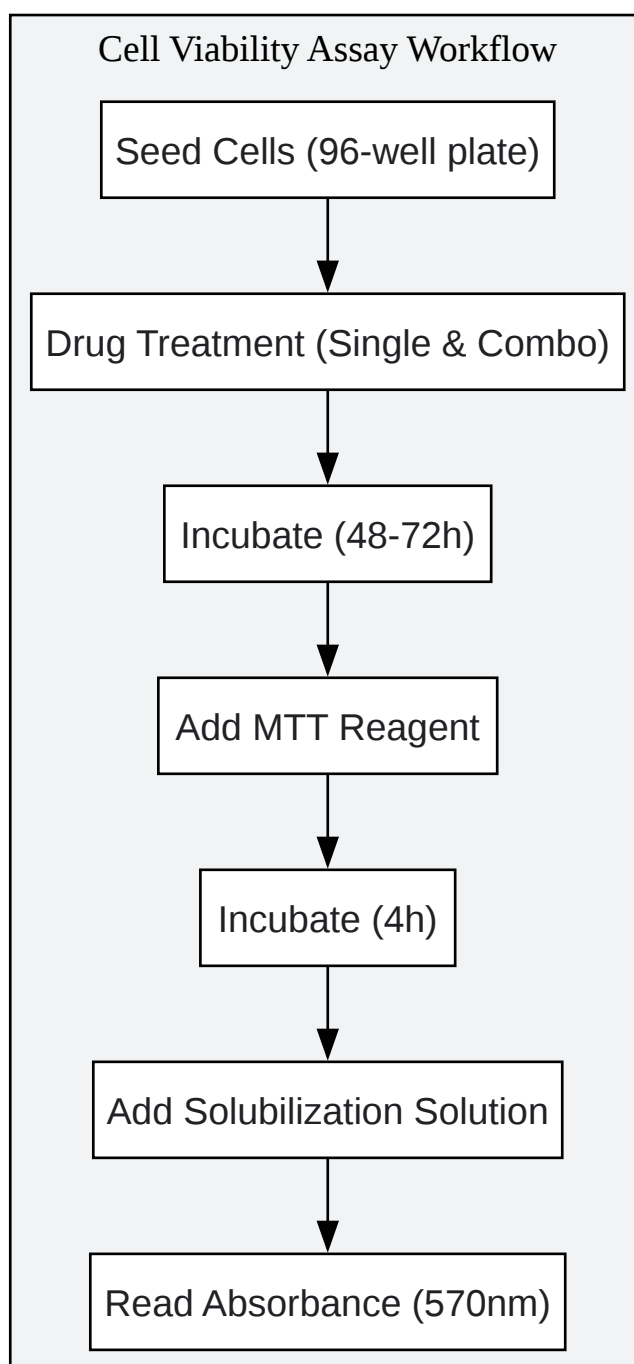 Cell Viability Assay Workflow
Seed Cells (96-well plate)
Drug Treatment (Single & Combo)
Incubate (48-72h)
Add MTT Reagent
Incubate (4h)
Add Solubilization Solution
Read Absorbance (570nm)